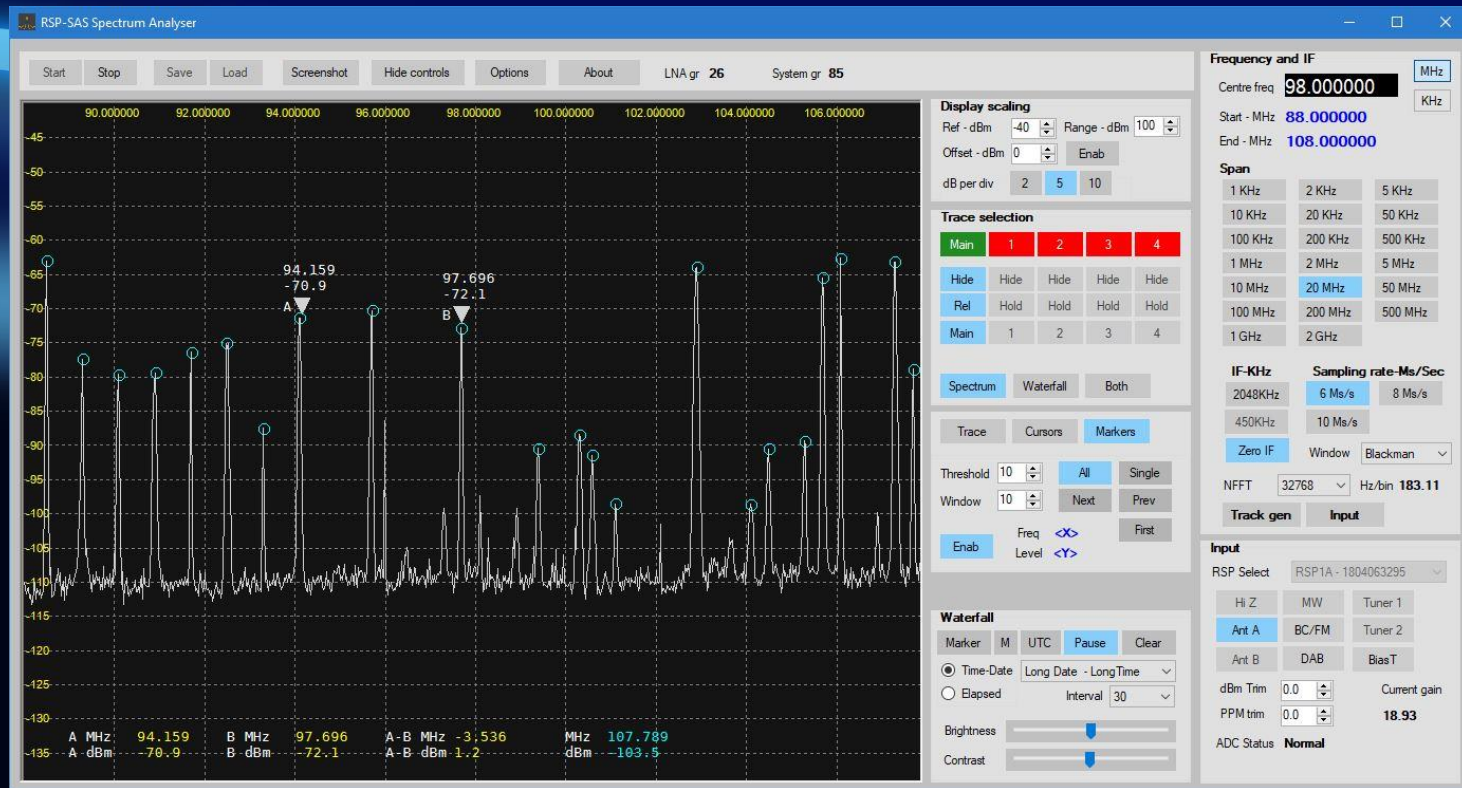 RSP-SAS Spectrum Analyser
Start Stop Save Load Screenshot Hide controls Options About LNA gr 26 System gr 85
90.000000 92.000000 94.000000 96.000000 98.000000 100.000000 102.000000 104.000000 106.000000
-45
-50
-55
-60
-65
-70
-75
-80
-85
-90
-95
-100
-105
-110
-115
-120
-125
-130
-135
94.159
-70.9
A
97.696
-72.1
B
A MHz 94.159 B MHz 97.696 A-B MHz -3.536 MHz 107.789
A dBm -70.9 B dBm -72.1 A-B dBm 1.2 dBm -103.5
Display scaling
Ref - dBm -40 Range - dBm 100
Offset - dBm 0 Enab
dB per div 2 5 10
Trace selection
Main 1 2 3 4
Hide Hide Hide Hide Hide
Rel Hold Hold Hold Hold
Main 1 2 3 4
Spectrum Waterfall Both
Trace Cursors Markers
Threshold 10 All Single
Window 10 Next Prev
Enab Freq <X> First
Level <Y>
Waterfall
Marker M UTC Pause Clear
Time-Date Long Date - LongTime
Elapsed Interval 30
Brightness
Contrast
Frequency and IF
Centre freq 98.000000 MHz
KHz
Start - MHz 88.000000
End - MHz 108.000000
Span
1 KHz 2 KHz 5 KHz
10 KHz 20 KHz 50 KHz
100 KHz 200 KHz 500 KHz
1 MHz 2 MHz 5 MHz
10 MHz 20 MHz 50 MHz
100 MHz 200 MHz 500 MHz
1 GHz 2 GHz
IF-KHz Sampling rate-Ms/Sec
2048KHz 6 Ms/s 8 Ms/s
450KHz 10 Ms/s
Zero IF Window Blackman
NFFT 32768 Hz/bin 183.11
Track gen Input
Input
RSP Select RSP1A - 1804063295
Hi Z MW Tuner 1
Ant A BC/FM Tuner 2
Ant B DAB BiasT
dBm Trim 0.0 Current gain
PPM trim 0.0 18.93
ADC Status Normal